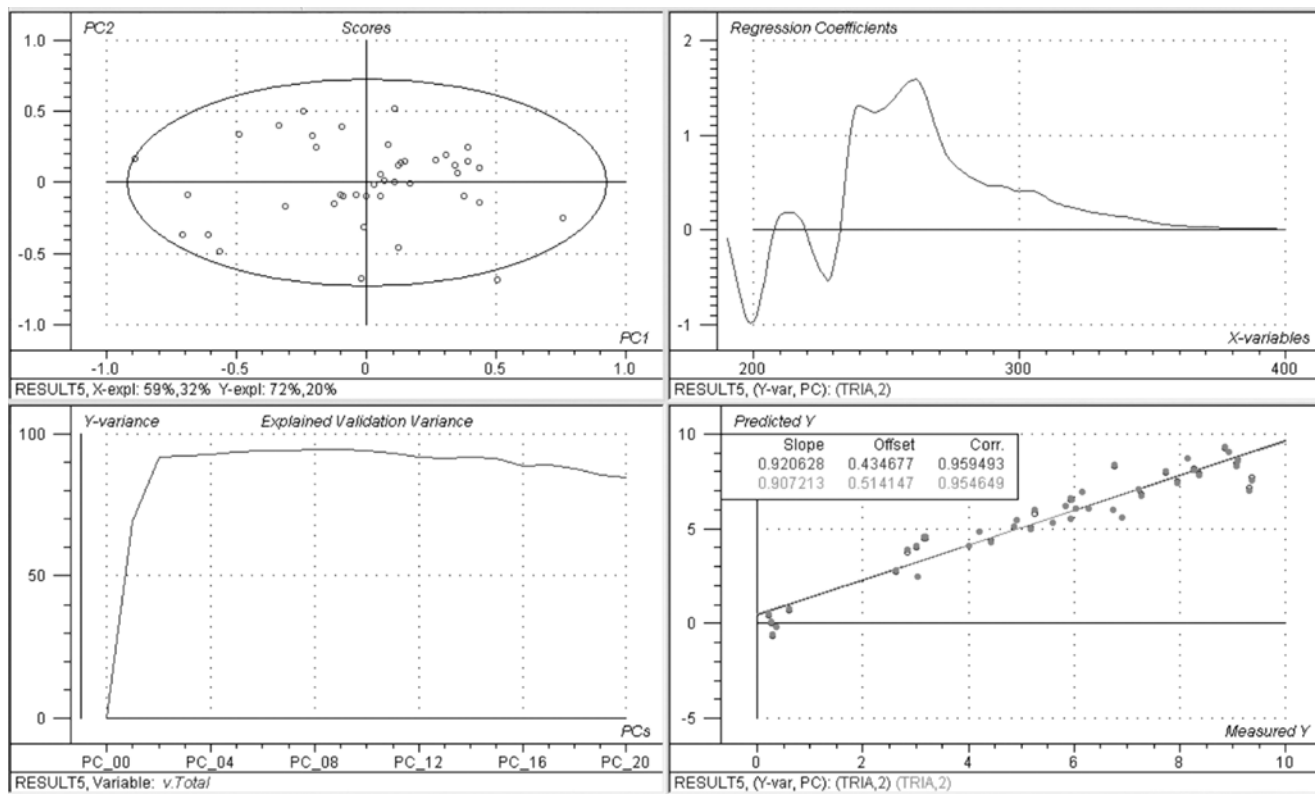 PC2 Scores
1.0
0.5
0
-0.5
-1.0
PC1
-1.0 -0.5 0 0.5 1.0
RESULT5, X-expl: 59%,32% Y-expl: 72%,20%
Regression Coefficients
2
1
0
-1
X-variables
200 300 400
RESULT5, (Y-var, PC): (TRIA,2)
Y-variance Explained Validation Variance
100
50
0
PCs
PC_00 PC_04 PC_08 PC_12 PC_16 PC_20
RESULT5, Variable: v.Total
Predicted Y
10
Slope Offset Corr.
0.920628 0.434677 0.959493
0.907213 0.514147 0.954649
5
0
-5
Measured Y
0 2 4 6 8 10
RESULT5, (Y-var, PC): (TRIA,2) (TRIA,2)